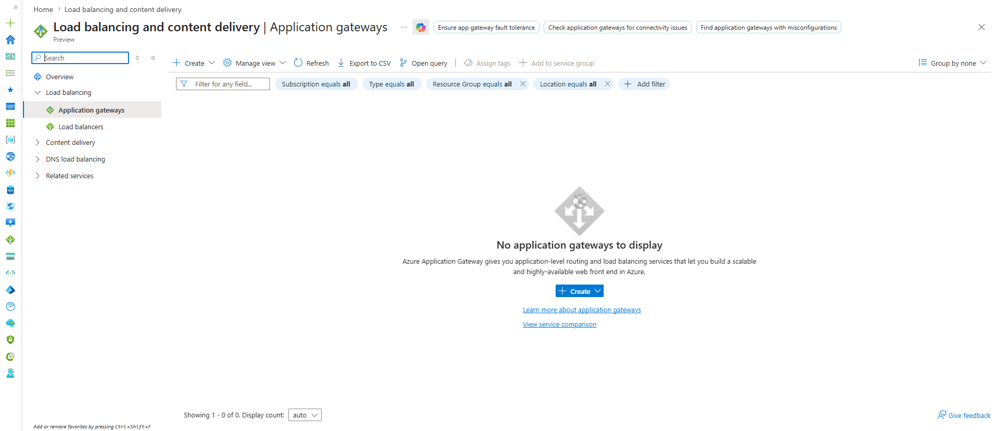 Home > Load balancing and content delivery
Load balancing and content delivery | Application gateways
Preview
Ensure app gateway fault tolerance
Check application gateways for connectivity issues
Find application gateways with misconfigurations
Search
Create
Manage view
Refresh
Export to CSV
Open query
Assign tags
Add to service group
Group by none
Overview
Load balancing
Application gateways
Load balancers
Content delivery
DNS load balancing
Related services
Filter for any field...
Subscription equals all
Type equals all
Resource Group equals all
Location equals all
Add filter
No application gateways to display
Azure Application Gateway gives you application-level routing and load balancing services that let you build a scalable
and highly-available web front end in Azure.
Create
Learn more about application gateways
View service comparison
Showing 1 - 0 of 0. Display count: auto
Give feedback
Add or remove favorites by pressing Ctrl+Shift+F